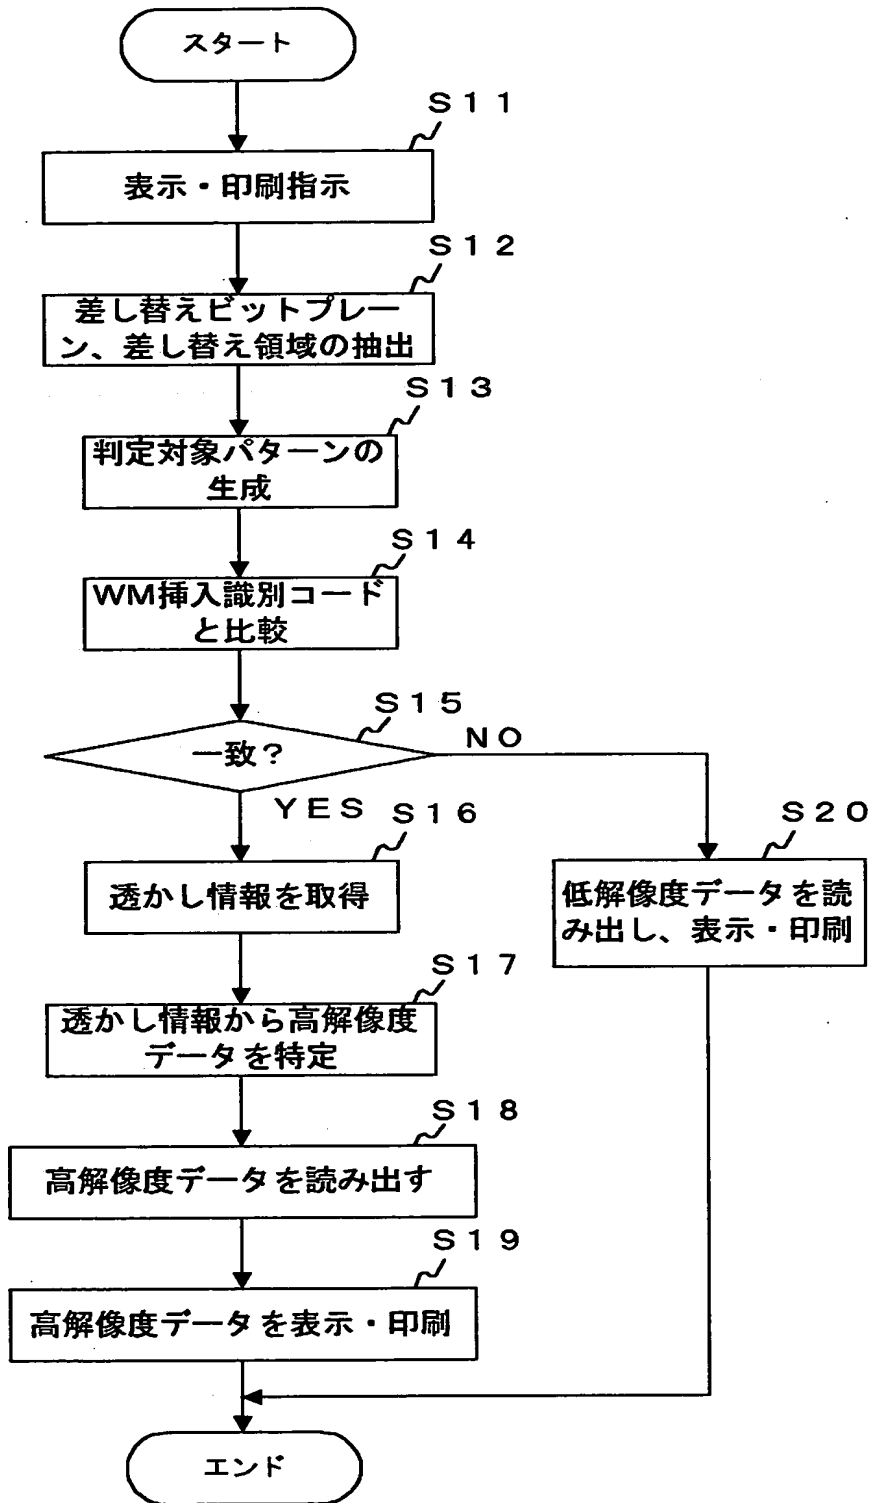 スタート
S11
表示・印刷指示
S12
差し替えビットプレー
ン、差し替え領域の抽出
S13
判定対象パターンの
生成
S14
WM挿入識別コード
と比較
S15
一致?
NO
YES
S16
透かし情報を取得
S20
低解像度データを読
み出し、表示・印刷
S17
透かし情報から高解像度
データを特定
S18
高解像度データを読み出す
S19
高解像度データを表示・印刷
エンド